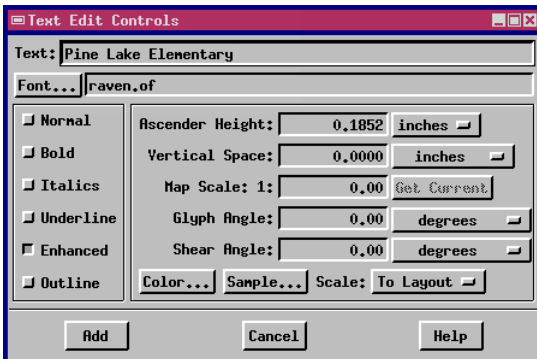 Text Edit Controls
Text: Pine Lake Elementary
Font... raven.of
Normal
Bold
Italics
Underline
Enhanced
Outline
Ascender Height: 0.1852 inches
Vertical Space: 0.0000 inches
Map Scale: 1: 0.00 Get Current
Glyph Angle: 0.00 degrees
Shear Angle: 0.00 degrees
Color... Sample... Scale: To Layout
Add Cancel Help